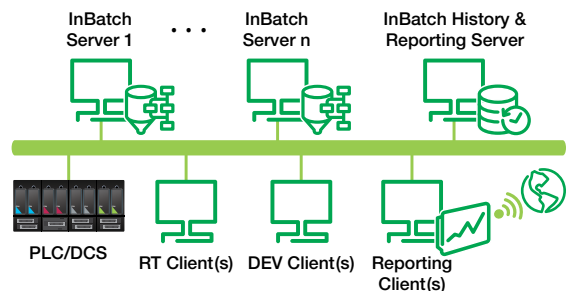 InBatch
Server 1
. . .
InBatch
Server n
InBatch History &
Reporting Server
PLC/DCS
RT Client(s)
DEV Client(s)
Reporting
Client(s)